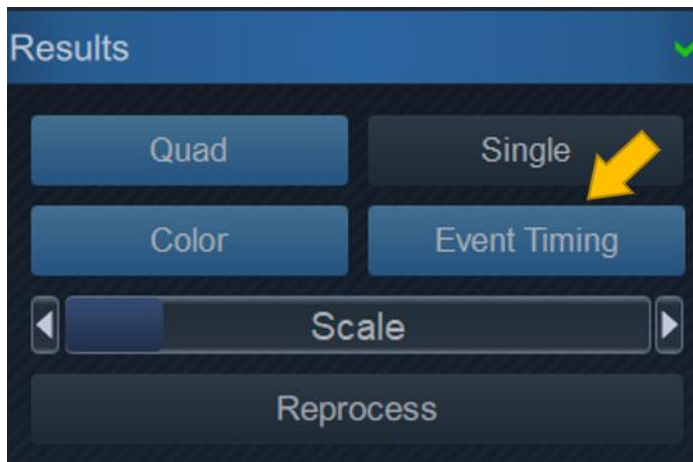 Results
Quad
Single
Color
Event Timing
Scale
Reprocess